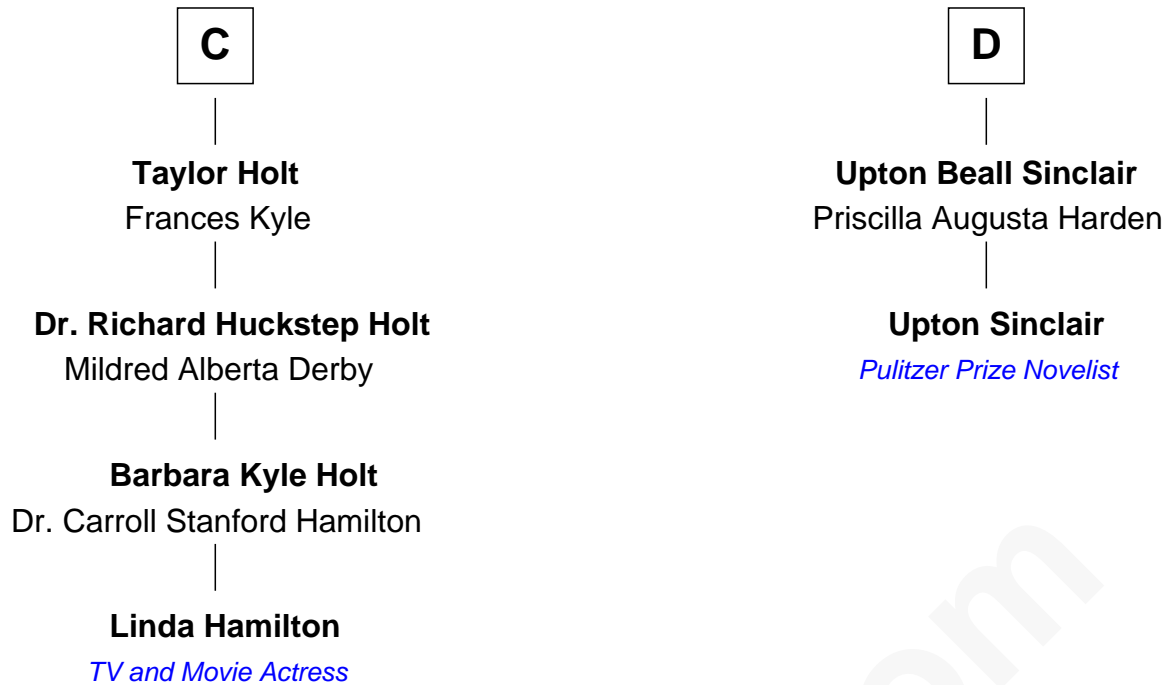 C
Taylor Holt
Frances Kyle
Dr. Richard Huckstep Holt
Mildred Alberta Derby
Barbara Kyle Holt
Dr. Carroll Stanford Hamilton
Linda Hamilton
TV and Movie Actress
D
Upton Beall Sinclair
Priscilla Augusta Harden
Upton Sinclair
Pulitzer Prize Novelist